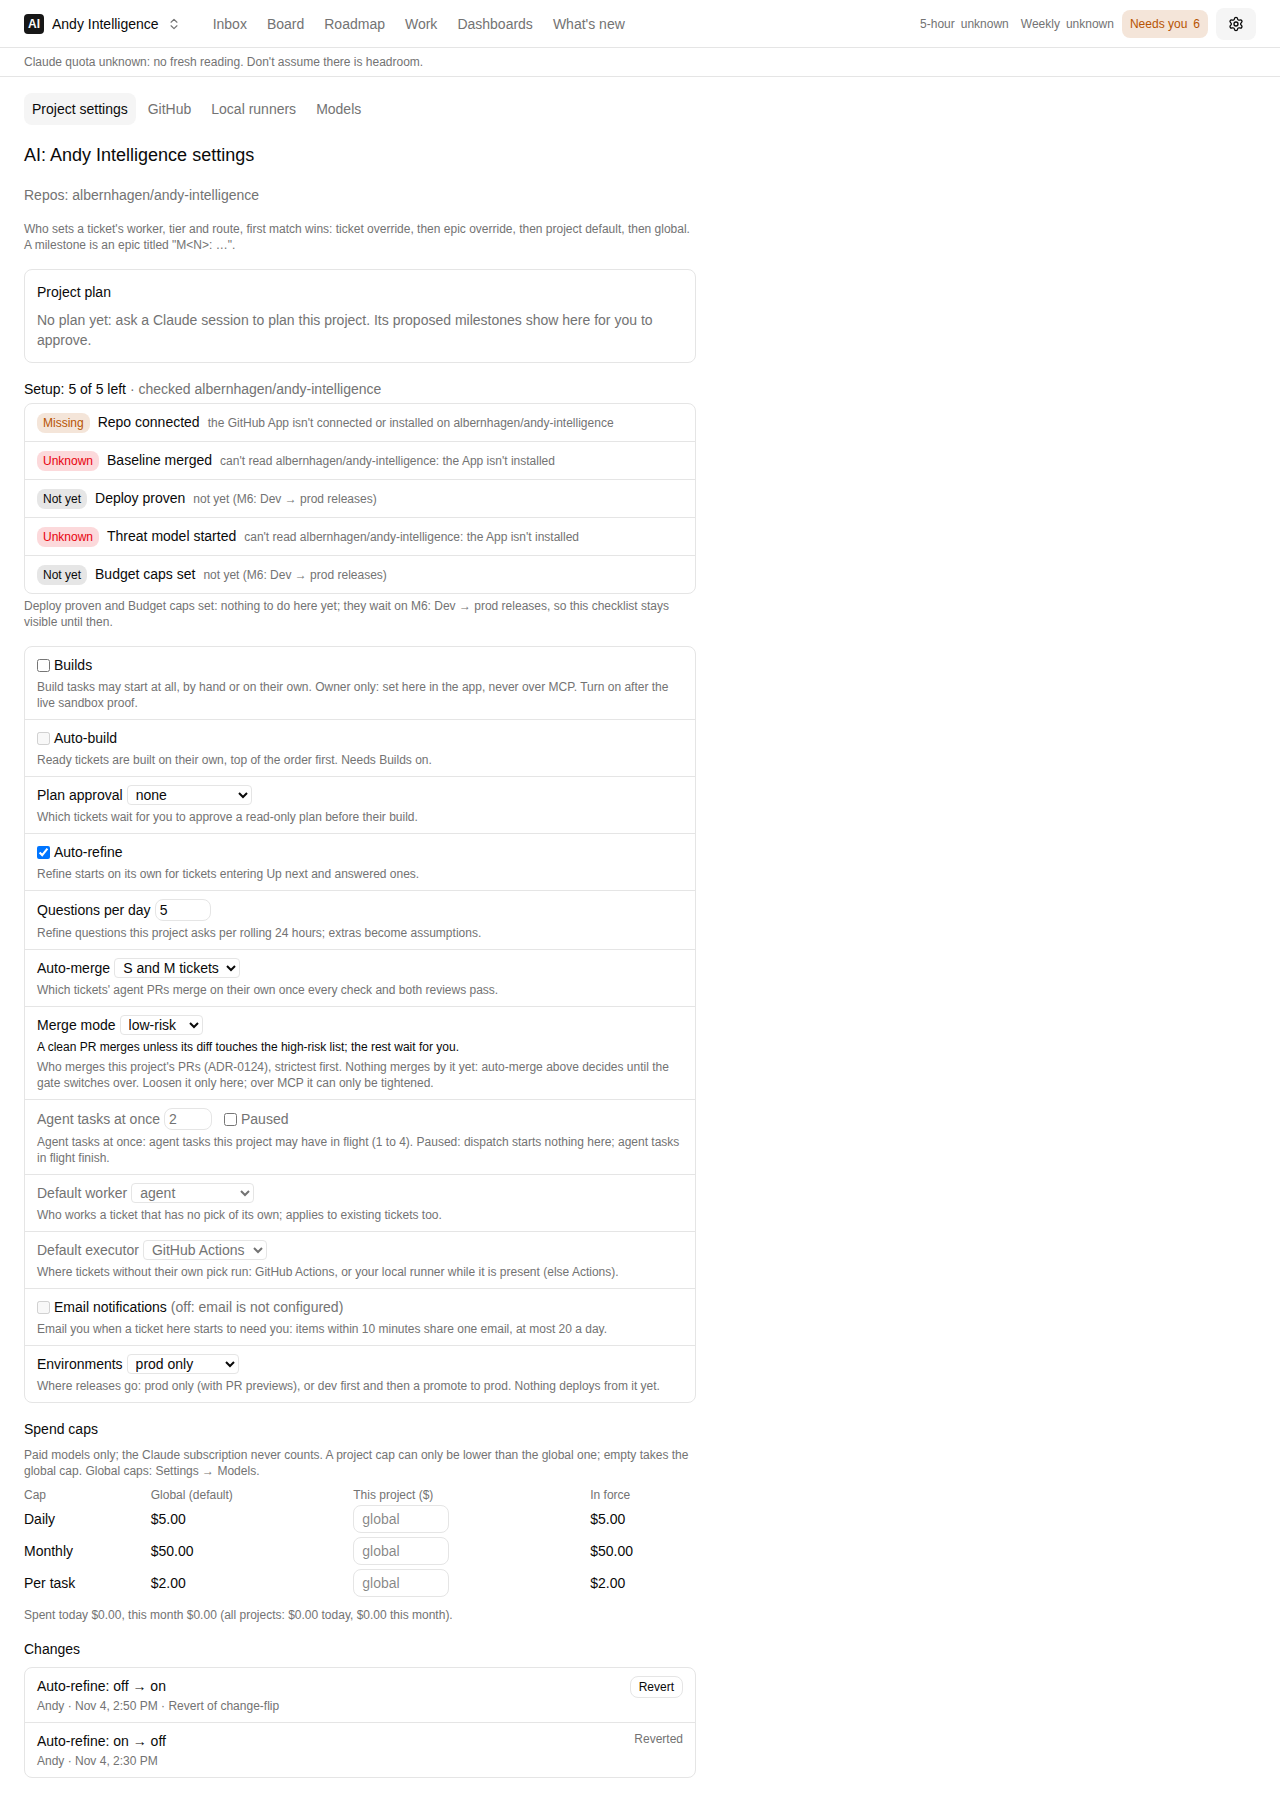 AI Andy Intelligence Inbox Board Roadmap Work Dashboards What's new 5-hour unknown Weekly unknown Needs you 6
Claude quota unknown: no fresh reading. Don't assume there is headroom.
Project settings GitHub Local runners Models
AI: Andy Intelligence settings
Repos: albernhagen/andy-intelligence
Who sets a ticket's worker, tier and route, first match wins: ticket override, then epic override, then project default, then global.
A milestone is an epic titled "M<N>: …".
Project plan
No plan yet: ask a Claude session to plan this project. Its proposed milestones show here for you to
approve.
Setup: 5 of 5 left · checked albernhagen/andy-intelligence
Missing Repo connected the GitHub App isn't connected or installed on albernhagen/andy-intelligence
Unknown Baseline merged can't read albernhagen/andy-intelligence: the App isn't installed
Not yet Deploy proven not yet (M6: Dev → prod releases)
Unknown Threat model started can't read albernhagen/andy-intelligence: the App isn't installed
Not yet Budget caps set not yet (M6: Dev → prod releases)
Deploy proven and Budget caps set: nothing to do here yet; they wait on M6: Dev → prod releases, so this checklist stays
visible until then.
Builds
Build tasks may start at all, by hand or on their own. Owner only: set here in the app, never over MCP. Turn on after the
live sandbox proof.
Auto-build
Ready tickets are built on their own, top of the order first. Needs Builds on.
Plan approval none
Which tickets wait for you to approve a read-only plan before their build.
Auto-refine
Refine starts on its own for tickets entering Up next and answered ones.
Questions per day 5
Refine questions this project asks per rolling 24 hours; extras become assumptions.
Auto-merge S and M tickets
Which tickets' agent PRs merge on their own once every check and both reviews pass.
Merge mode low-risk
A clean PR merges unless its diff touches the high-risk list; the rest wait for you.
Who merges this project's PRs (ADR-0124), strictest first. Nothing merges by it yet: auto-merge above decides until the
gate switches over. Loosen it only here; over MCP it can only be tightened.
Agent tasks at once 2 Paused
Agent tasks at once: agent tasks this project may have in flight (1 to 4). Paused: dispatch starts nothing here; agent tasks
in flight finish.
Default worker agent
Who works a ticket that has no pick of its own; applies to existing tickets too.
Default executor GitHub Actions
Where tickets without their own pick run: GitHub Actions, or your local runner while it is present (else Actions).
Email notifications (off: email is not configured)
Email you when a ticket here starts to need you: items within 10 minutes share one email, at most 20 a day.
Environments prod only
Where releases go: prod only (with PR previews), or dev first and then a promote to prod. Nothing deploys from it yet.
Spend caps
Paid models only; the Claude subscription never counts. A project cap can only be lower than the global one; empty takes the
global cap. Global caps: Settings → Models.
Cap Global (default) This project ($) In force
Daily $5.00 global $5.00
Monthly $50.00 global $50.00
Per task $2.00 global $2.00
Spent today $0.00, this month $0.00 (all projects: $0.00 today, $0.00 this month).
Changes
Auto-refine: off → on Revert
Andy · Nov 4, 2:50 PM · Revert of change-flip
Auto-refine: on → off Reverted
Andy · Nov 4, 2:30 PM